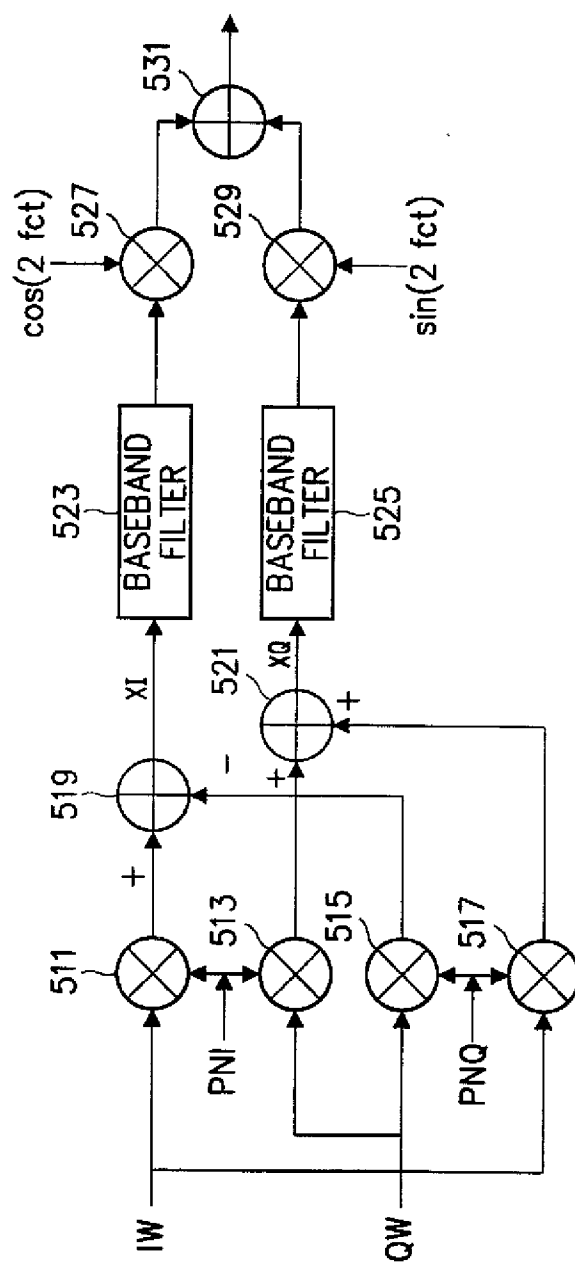 IW
QW
511
PNI
513
515
PNQ
517
+
519
-
+
521
+
XI
XQ
523
BASEBAND
FILTER
BASEBAND
FILTER
525
cos(2 fct)
527
529
sin(2 fct)
531